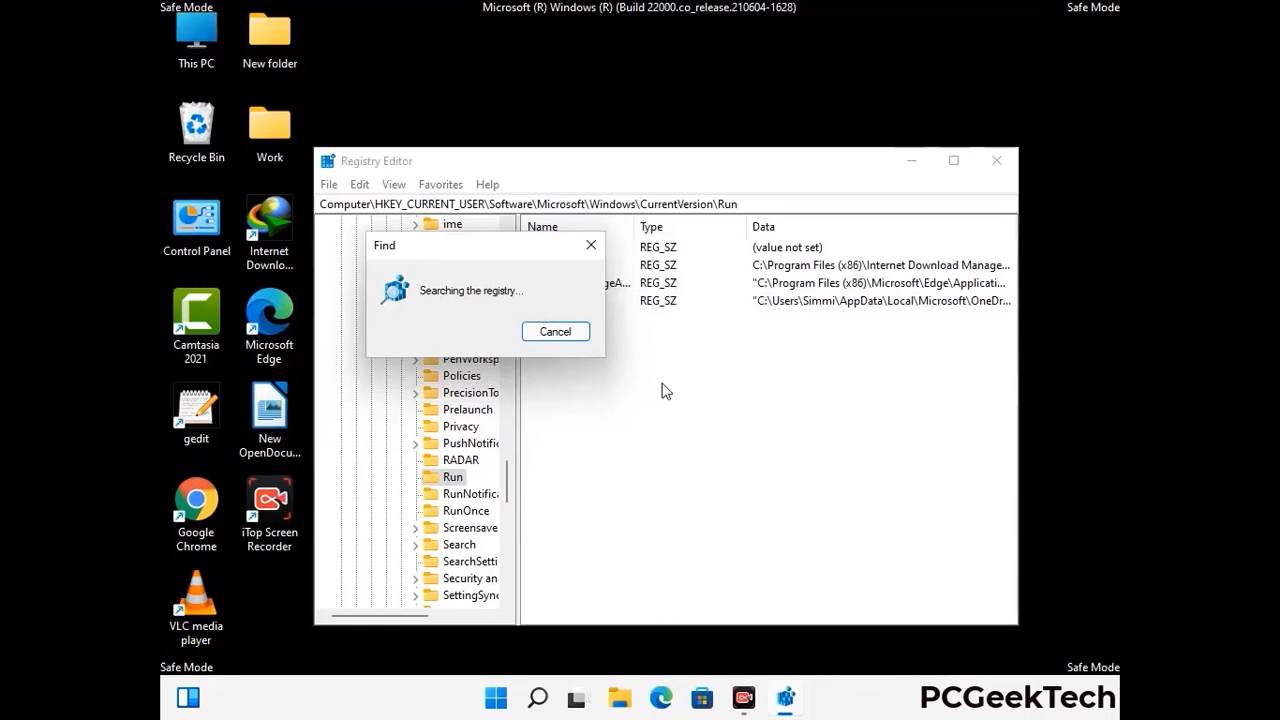 Safe Mode
Microsoft (R) Windows (R) (Build 22000.co_release.210604-1628)
Safe Mode
This PC
New folder
Recycle Bin
Work
Control Panel
Internet
Downlo...
Camtasia
2021
Microsoft
Edge
gedit
New
OpenDocu...
Google
Chrome
iTop Screen
Recorder
VLC media
player
Registry Editor
File Edit View Favorites Help
Computer\HKEY_CURRENT_USER\Software\Microsoft\Windows\CurrentVersion\Run
ime
Policies
PrecisionTo
Prelaunch
Privacy
PushNotific
RADAR
Run
RunNotifica
RunOnce
Screensave
Search
SearchSetti
Security an
SettingSync
Name Type Data
REG_SZ (value not set)
REG_SZ C:\Program Files (x86)\Internet Download Manage...
geA... REG_SZ "C:\Program Files (x86)\Microsoft\Edge\Applicati...
REG_SZ "C:\Users\Simmi\AppData\Local\Microsoft\OneDr...
Find
Searching the registry...
Cancel
Safe Mode
Safe Mode
PCGeekTech